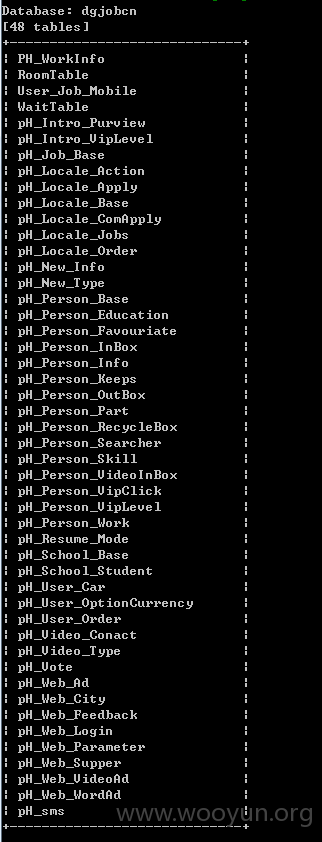 Database: dgjobcn
[48 tables]
+-----------------------------+
¦ PH_WorkInfo ¦
¦ RoomTable ¦
¦ User_Job_Mobile ¦
¦ WaitTable ¦
¦ pH_Intro_Purview ¦
¦ pH_Intro_VipLevel ¦
¦ pH_Job_Base ¦
¦ pH_Locale_Action ¦
¦ pH_Locale_Apply ¦
¦ pH_Locale_Base ¦
¦ pH_Locale_ComApply ¦
¦ pH_Locale_Jobs ¦
¦ pH_Locale_Order ¦
¦ pH_New_Info ¦
¦ pH_New_Type ¦
¦ pH_Person_Base ¦
¦ pH_Person_Education ¦
¦ pH_Person_Favouriate ¦
¦ pH_Person_InBox ¦
¦ pH_Person_Info ¦
¦ pH_Person_Keeps ¦
¦ pH_Person_OutBox ¦
¦ pH_Person_Part ¦
¦ pH_Person_RecycleBox ¦
¦ pH_Person_Searcher ¦
¦ pH_Person_Skill ¦
¦ pH_Person_VideoInBox ¦
¦ pH_Person_VipClick ¦
¦ pH_Person_VipLevel ¦
¦ pH_Person_Work ¦
¦ pH_Resume_Mode ¦
¦ pH_School_Base ¦
¦ pH_School_Student ¦
¦ pH_User_Car ¦
¦ pH_User_OptionCurrency ¦
¦ pH_User_Order ¦
¦ pH_Video_Conact ¦
¦ pH_Video_Type ¦
¦ pH_Vote ¦
¦ pH_Web_Ad ¦
¦ pH_Web_City ¦
¦ pH_Web_Feedback ¦
¦ pH_Web_Login ¦
¦ pH_Web_Parameter ¦
¦ pH_Web_Supper ¦
¦ pH_Web_VideoAd ¦
¦ pH_Web_WordAd ¦
¦ pH_sms ¦
+-----------------------------+
www.wooyun.org